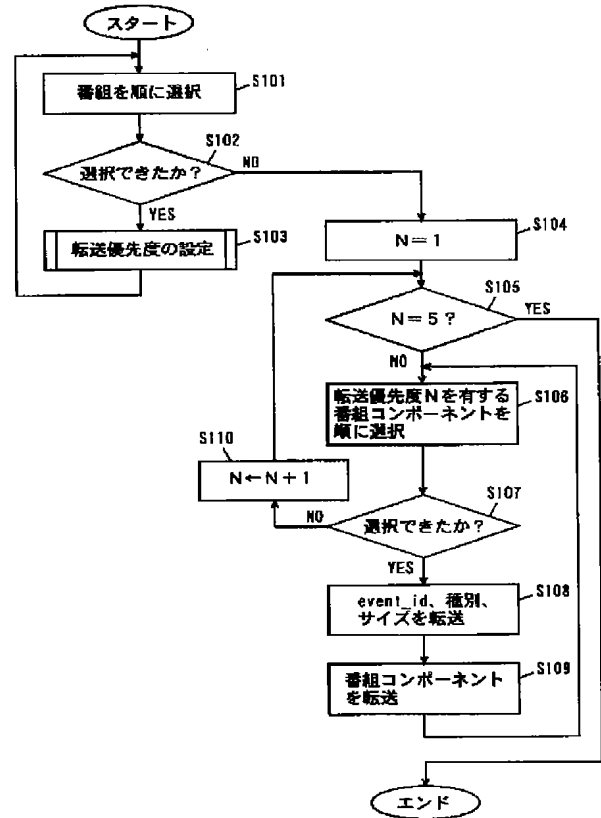 スタート
番組を順に選択
S101
選択できたか？
S102
NO
YES
転送優先度の設定
S103
N＝1
S104
N＝5？
S105
YES
NO
転送優先度Nを有する
番組コンポーネントを
順に選択
S106
S110
N←N＋1
選択できたか？
S107
NO
YES
event_id、種別、
サイズを転送
S108
番組コンポーネント
を転送
S109
エンド